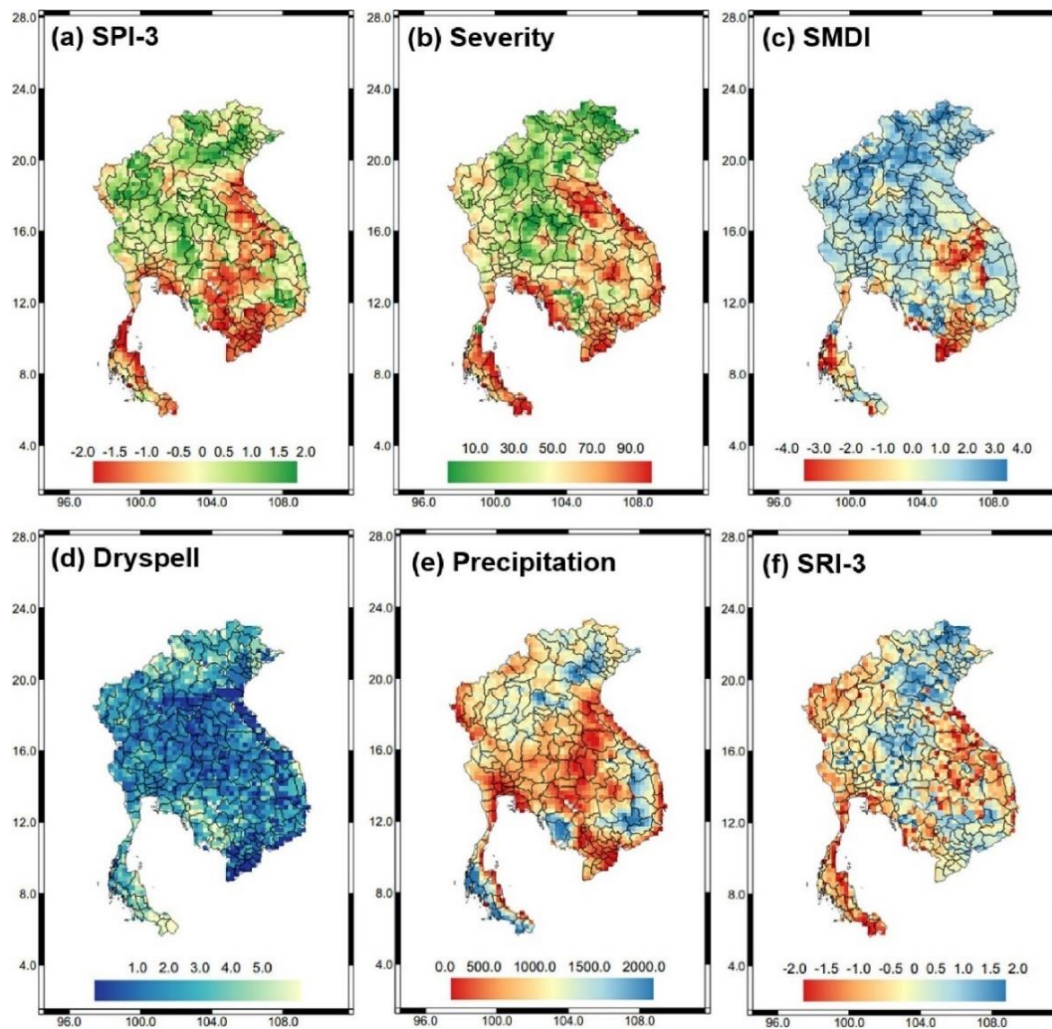 (a) SPI-3
(b) Severity
(c) SMDI
28.0
24.0
20.0
16.0
12.0
8.0
4.0
-2.0 -1.5 -1.0 -0.5 0 0.5 1.0 1.5 2.0
96.0 100.0 104.0 108.0
28.0
24.0
20.0
16.0
12.0
8.0
4.0
10.0 30.0 50.0 70.0 90.0
96.0 100.0 104.0 108.0
28.0
24.0
20.0
16.0
12.0
8.0
4.0
-4.0 -3.0 -2.0 -1.0 0.0 1.0 2.0 3.0 4.0
96.0 100.0 104.0 108.0
(d) Dryspell
(e) Precipitation
(f) SRI-3
28.0
24.0
20.0
16.0
12.0
8.0
4.0
1.0 2.0 3.0 4.0 5.0
96.0 100.0 104.0 108.0
28.0
24.0
20.0
16.0
12.0
8.0
4.0
0.0 500.0 1000.0 1500.0 2000.0
96.0 100.0 104.0 108.0
28.0
24.0
20.0
16.0
12.0
8.0
4.0
-2.0 -1.5 -1.0 -0.5 0 0.5 1.0 1.5 2.0
96.0 100.0 104.0 108.0